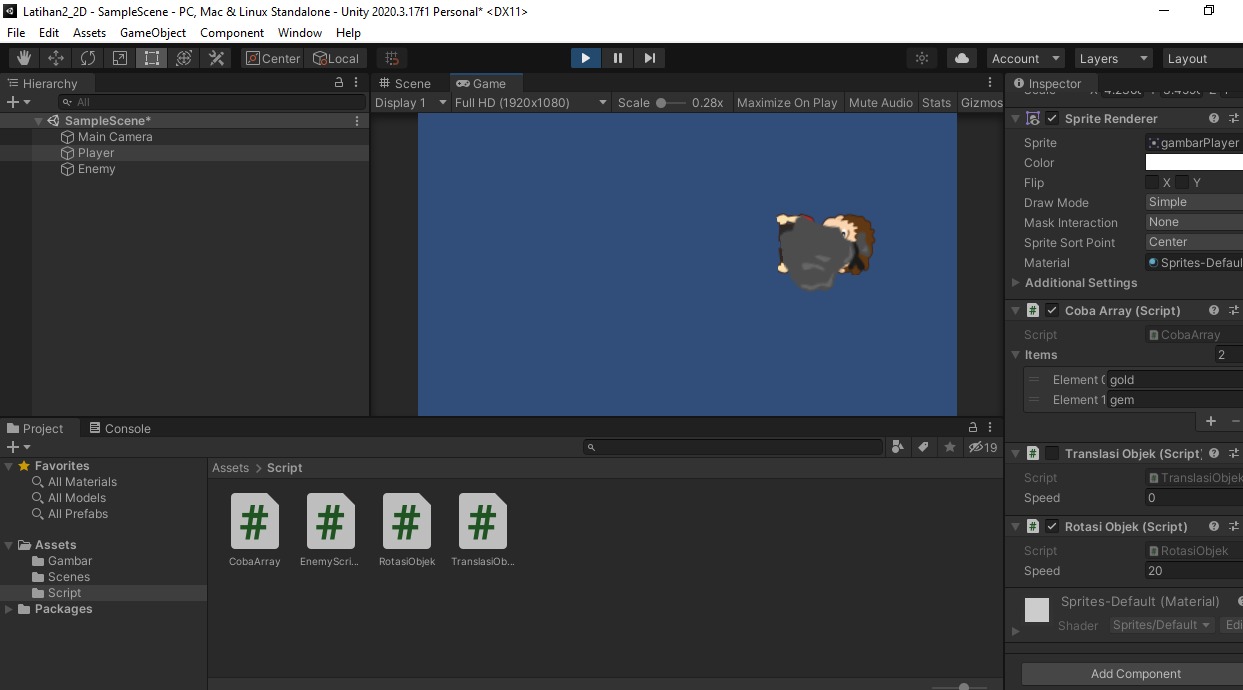 Latihan2_2D - SampleScene - PC, Mac & Linux Standalone - Unity 2020.3.17f1 Personal* <DX11>
File Edit Assets GameObject Component Window Help
Center Local Account Layers Layout
Hierarchy
All
SampleScene*
Main Camera
Player
Enemy
Scene Game
Display 1 Full HD (1920x1080) Scale 0.28x Maximize On Play Mute Audio Stats Gizmos
Inspector
Sprite Renderer
Sprite gambarPlayer
Color
Flip X Y
Draw Mode Simple
Mask Interaction None
Sprite Sort Point Center
Material Sprites-Defaul
Additional Settings
Coba Array (Script)
Script CobaArray
Items 2
Element 0 gold
Element 1 gem
Translasi Objek (Script)
Script TranslasiObjek
Speed 0
Rotasi Objek (Script)
Script RotasiObjek
Speed 20
Sprites-Default (Material)
Shader Sprites/Default Edi
Add Component
Project Console
19
Favorites
All Materials
All Models
All Prefabs
Assets
Gambar
Scenes
Script
Packages
Assets > Script
CobaArray EnemyScri... RotasiObjek TranslasiOb...